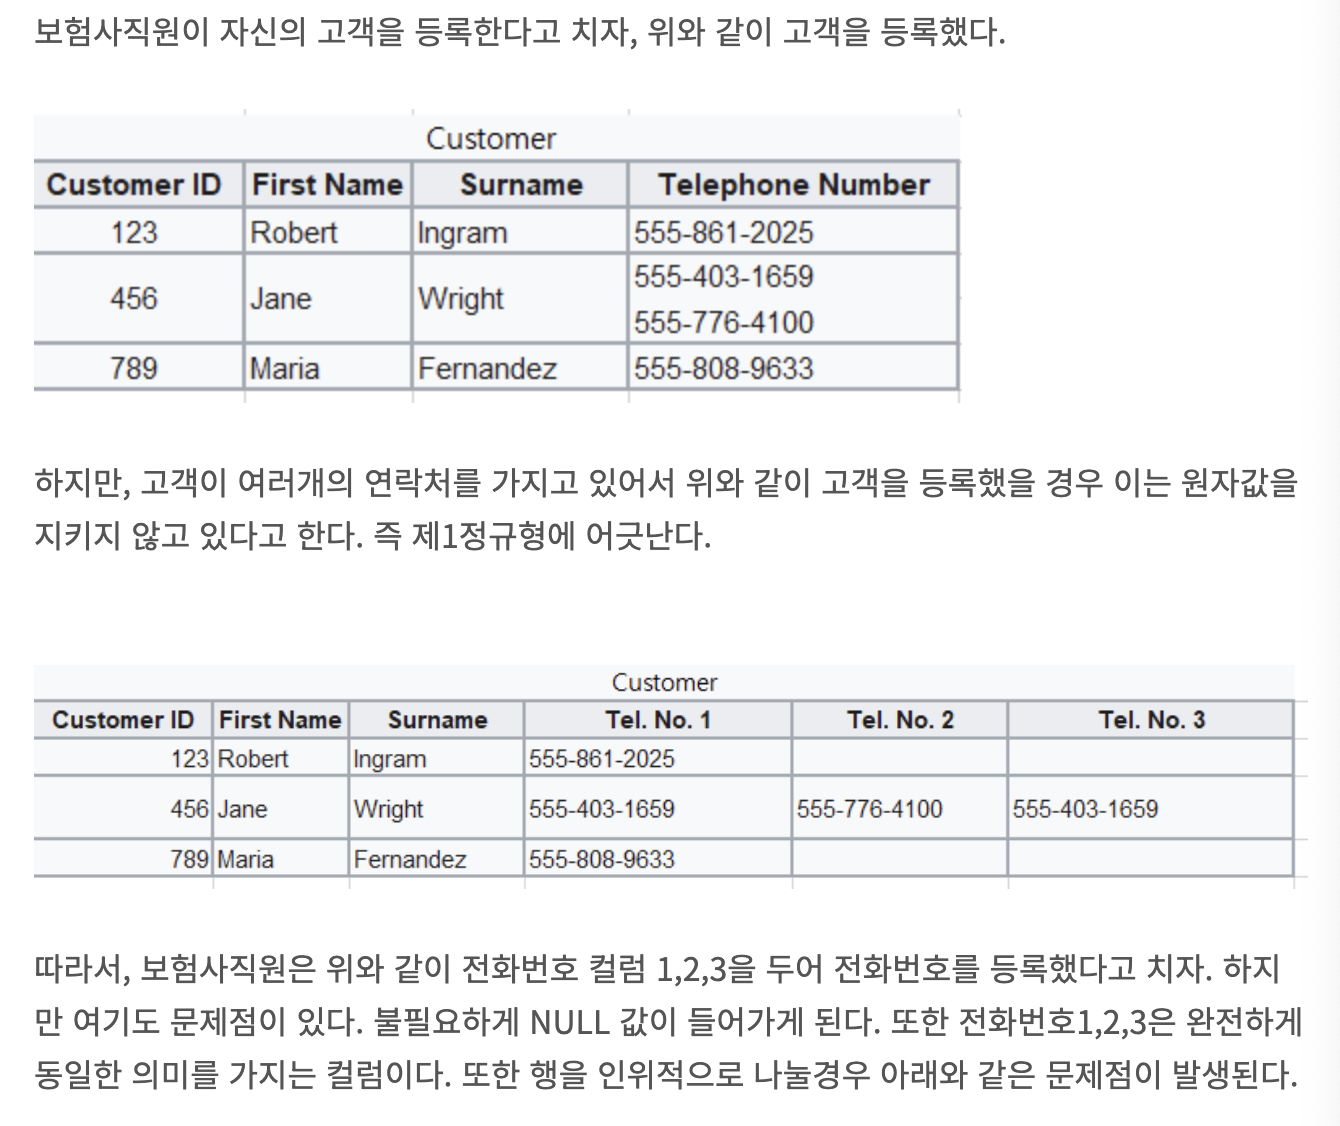 보험사직원이 자신의 고객을 등록한다고 치자, 위와 같이 고객을 등록했다.
Customer
Customer ID First Name Surname Telephone Number
123 Robert Ingram 555-861-2025
456 Jane Wright 555-403-1659
555-776-4100
789 Maria Fernandez 555-808-9633
하지만, 고객이 여러개의 연락처를 가지고 있어서 위와 같이 고객을 등록했을 경우 이는 원자값을
지키지 않고 있다고 한다. 즉 제1정규형에 어긋난다.
Customer
Customer ID First Name Surname Tel. No. 1 Tel. No. 2 Tel. No. 3
123 Robert Ingram 555-861-2025
456 Jane Wright 555-403-1659 555-776-4100 555-403-1659
789 Maria Fernandez 555-808-9633
따라서, 보험사직원은 위와 같이 전화번호 컬럼 1,2,3을 두어 전화번호를 등록했다고 치자. 하지
만 여기도 문제점이 있다. 불필요하게 NULL 값이 들어가게 된다. 또한 전화번호1,2,3은 완전하게
동일한 의미를 가지는 컬럼이다. 또한 행을 인위적으로 나눌경우 아래와 같은 문제점이 발생된다.